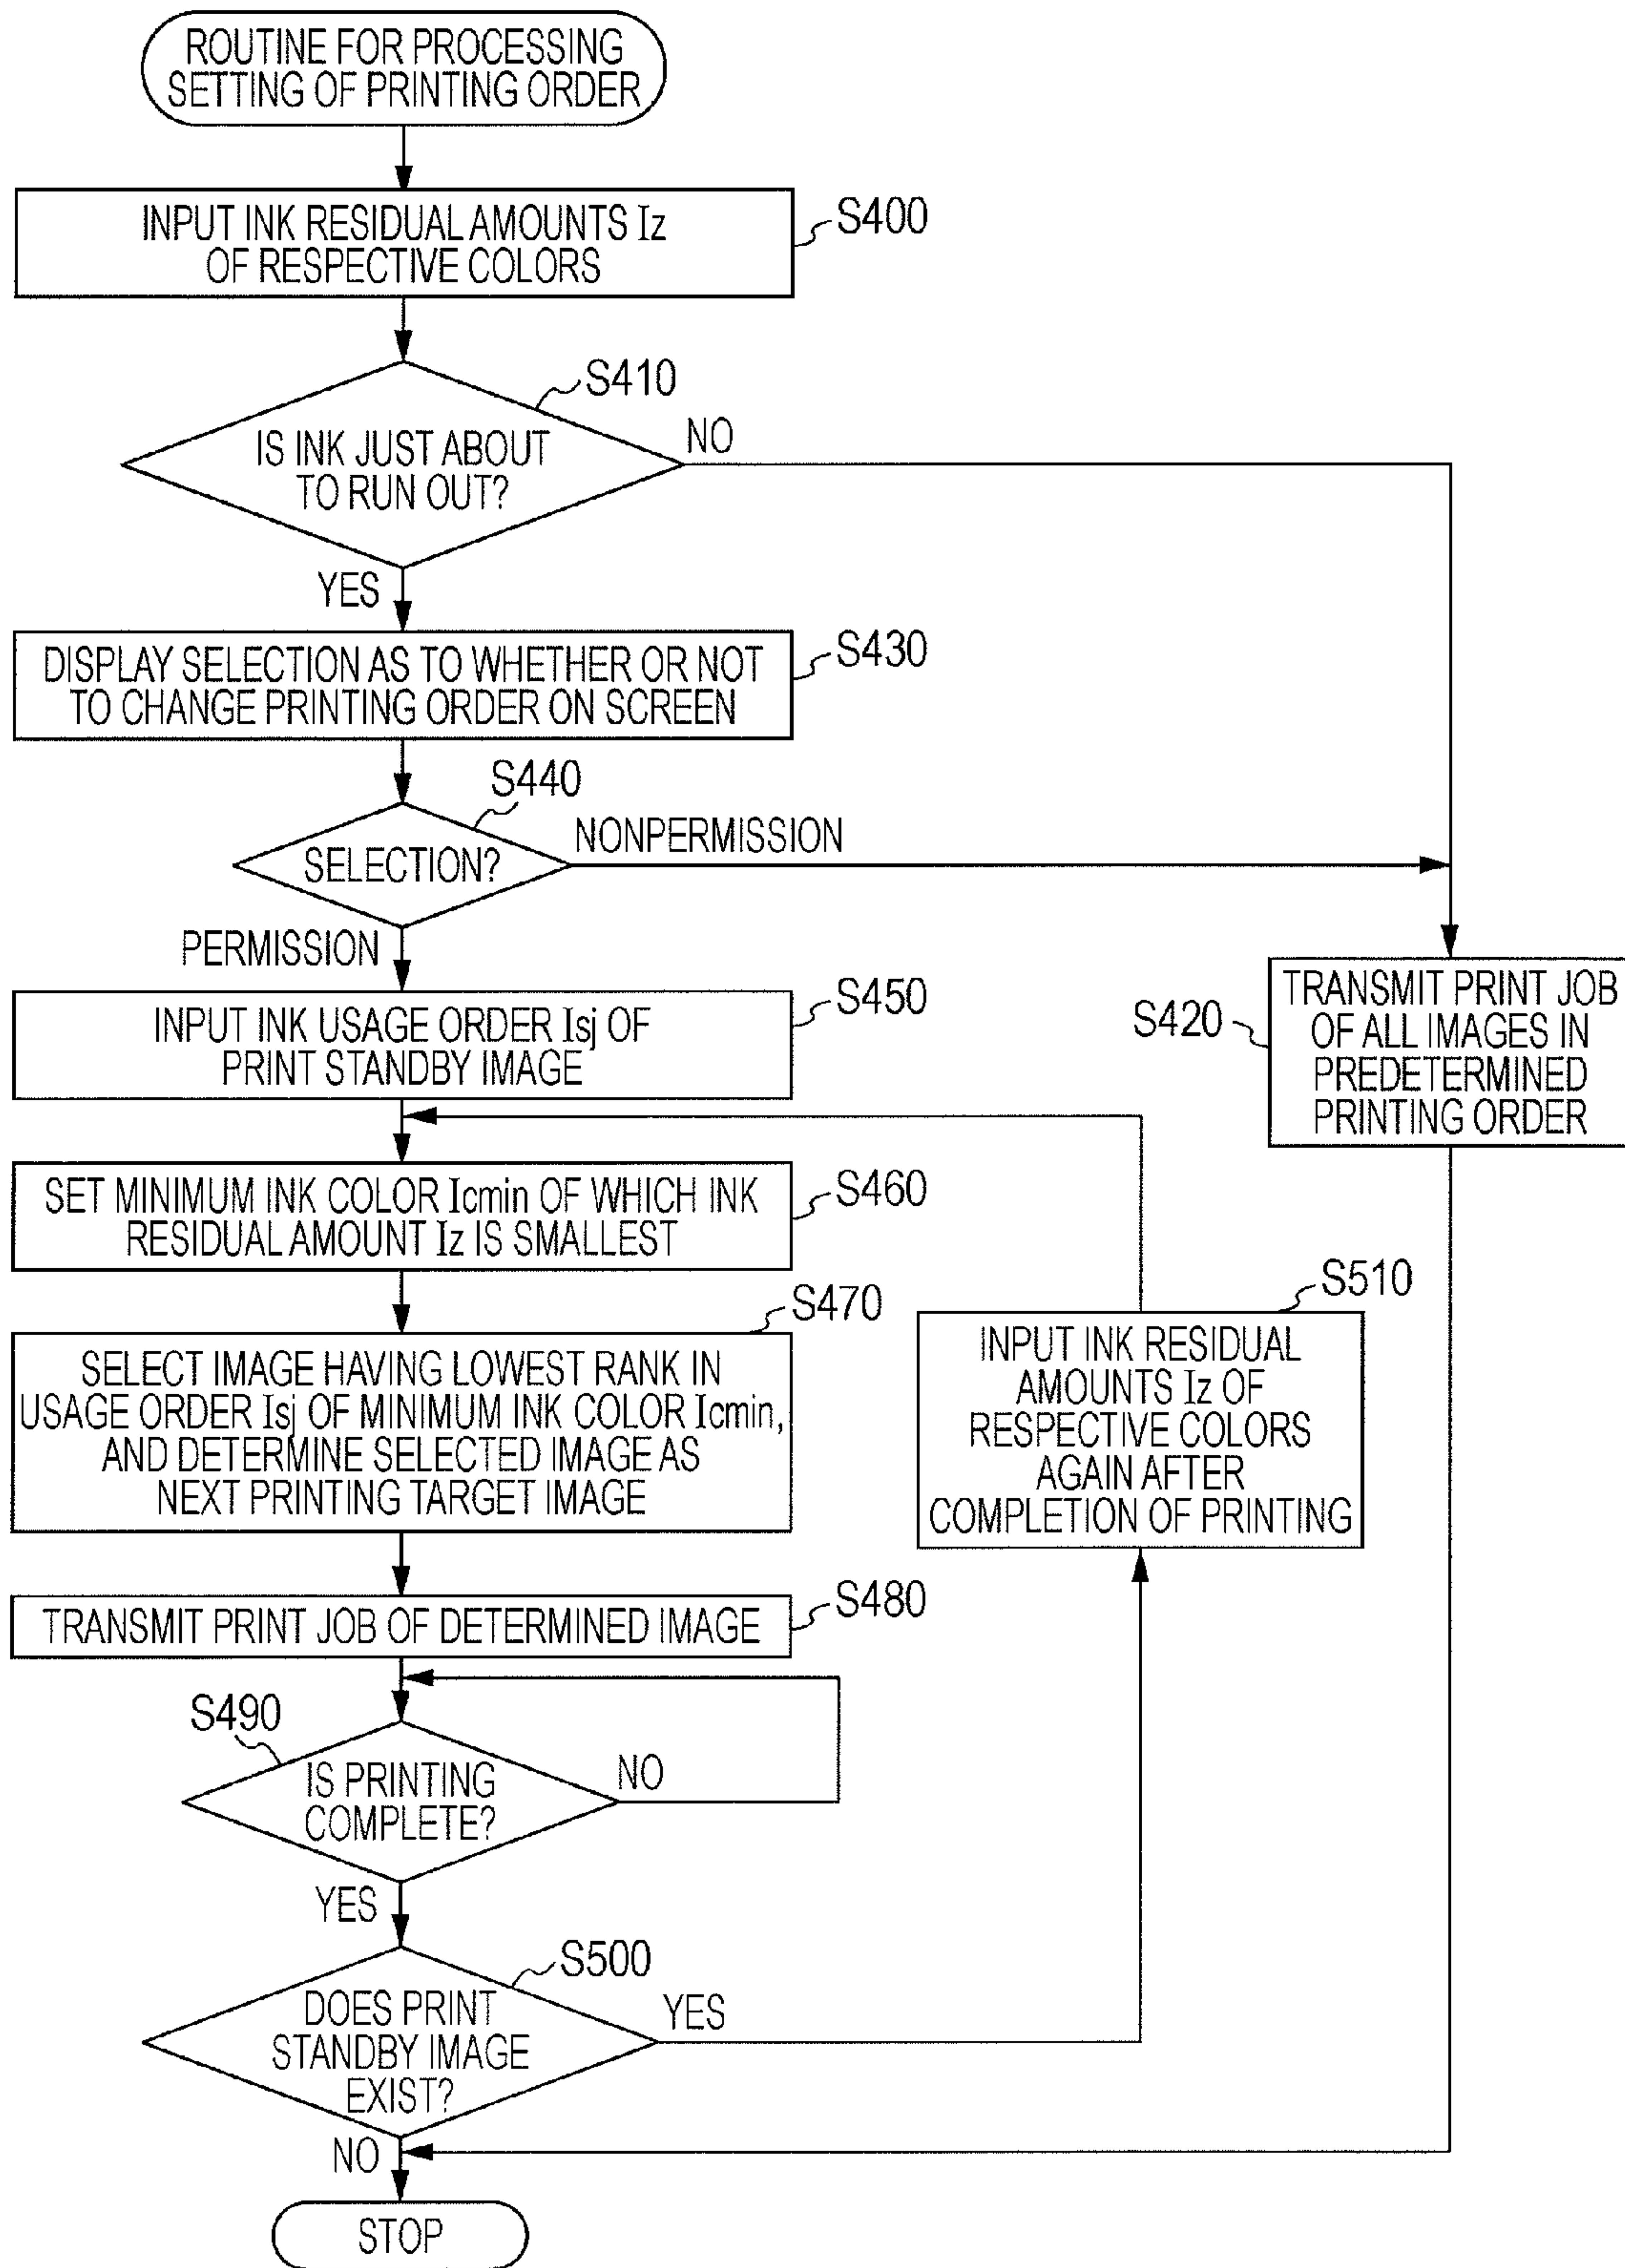 ROUTINE FOR PROCESSING
SETTING OF PRINTING ORDER
INPUT INK RESIDUAL AMOUNTS Iz
OF RESPECTIVE COLORS
S400
S410
IS INK JUST ABOUT
TO RUN OUT?
NO
YES
DISPLAY SELECTION AS TO WHETHER OR NOT
TO CHANGE PRINTING ORDER ON SCREEN
S430
S440
SELECTION?
NONPERMISSION
PERMISSION
INPUT INK USAGE ORDER Isj OF
PRINT STANDBY IMAGE
S450
S420
TRANSMIT PRINT JOB
OF ALL IMAGES IN
PREDETERMINED
PRINTING ORDER
SET MINIMUM INK COLOR Icmin OF WHICH INK
RESIDUAL AMOUNT Iz IS SMALLEST
S460
S470
SELECT IMAGE HAVING LOWEST RANK IN
USAGE ORDER Isj OF MINIMUM INK COLOR Icmin,
AND DETERMINE SELECTED IMAGE AS
NEXT PRINTING TARGET IMAGE
S510
INPUT INK RESIDUAL
AMOUNTS Iz OF
RESPECTIVE COLORS
AGAIN AFTER
COMPLETION OF PRINTING
TRANSMIT PRINT JOB OF DETERMINED IMAGE
S480
S490
IS PRINTING
COMPLETE?
NO
YES
S500
DOES PRINT
STANDBY IMAGE
EXIST?
YES
NO
STOP